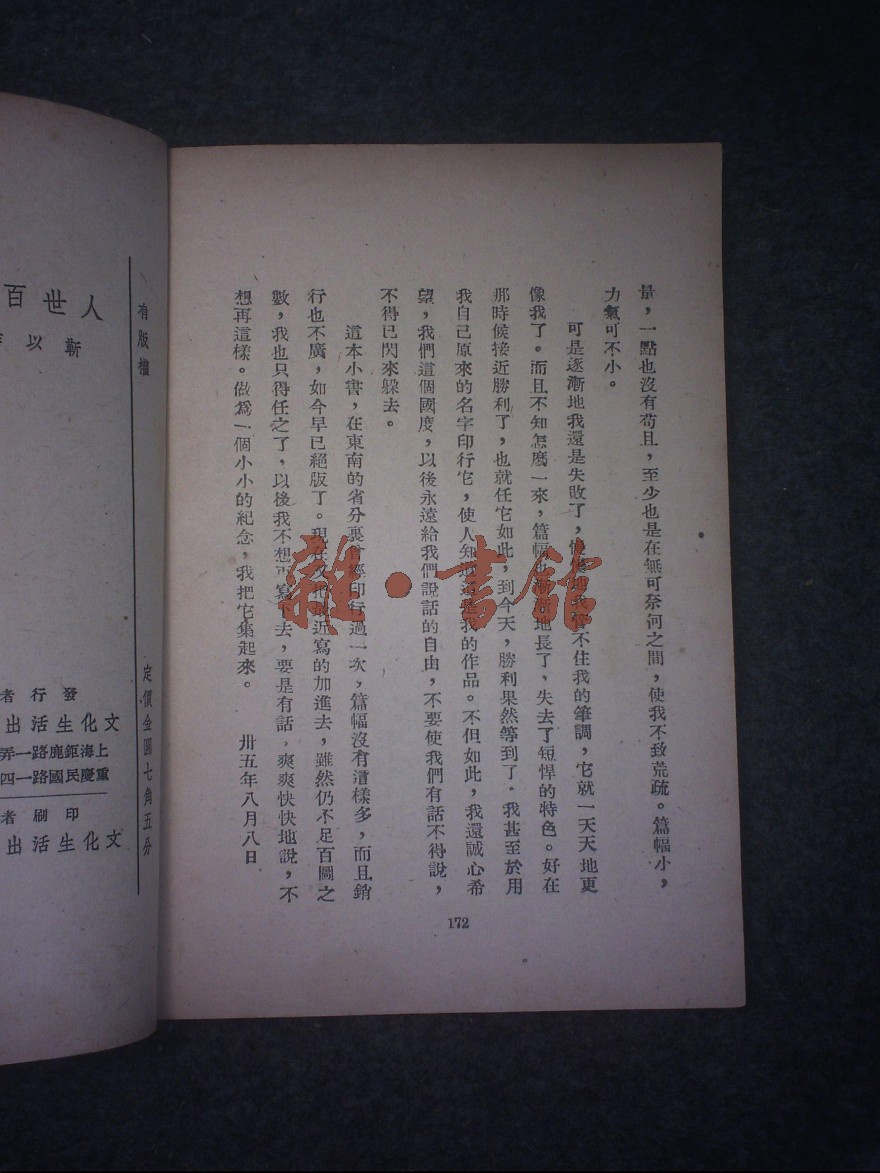 量，一點也沒有苟且，至少也是在無可奈河之間，使我不致荒疏。篇幅小，
力氣可不小。
可是逐漸地我還是失敗了，慢慢地我管不住我的筆調，它就一天天地更
像我了。而且不知怎麽一來，篇幅也漸漸地長了，失去了短悍的特色。好在
那時候接近勝利了，也就任它如此，到今天，勝利果然等到了．我甚至於用
我自己原來的名字印行它，使人知道這是我的作品。不但如此，我還誠心希
望，我們這個國度，以後永遠給我們說話的自由，不要使我們有話不得說，
不得已閃來躲去。
這本小書，在東南的省分裏曾經印行過一次，篇幅沒有這樣多，而且銷
行也不廣，如今早已絕版了。現在又把最近寫的加進去，雖然仍不足百圖之
數，我也只得任之了，以後我不想再寫下去，要是有話，爽爽快快地說，不
想再這樣。做爲一個小小的紀念，我把它集起來。　卅五年八月八日
172
雜·書館
有版權
定價金圓七角五分
人世百
靳以
發行者
文化生活出
上海鉅鹿路一弄
重慶民國路一四
印刷者
文化生活出